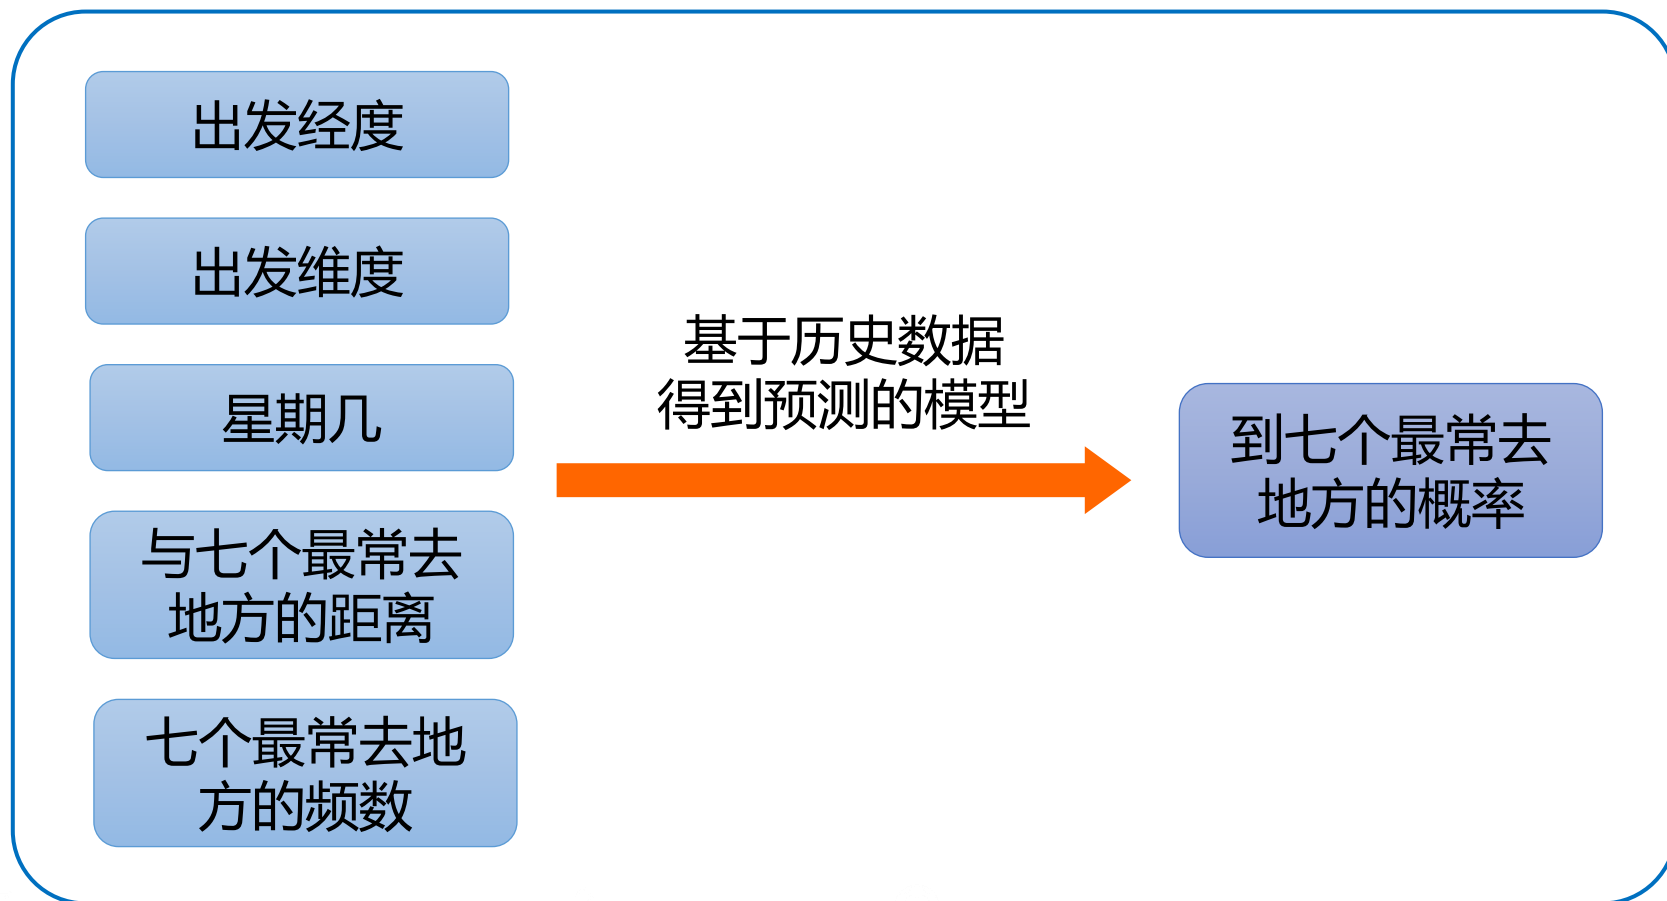 出发经度
出发维度
星期几
与七个最常去
地方的距离
七个最常去地
方的频数
基于历史数据
得到预测的模型
到七个最常去
地方的概率